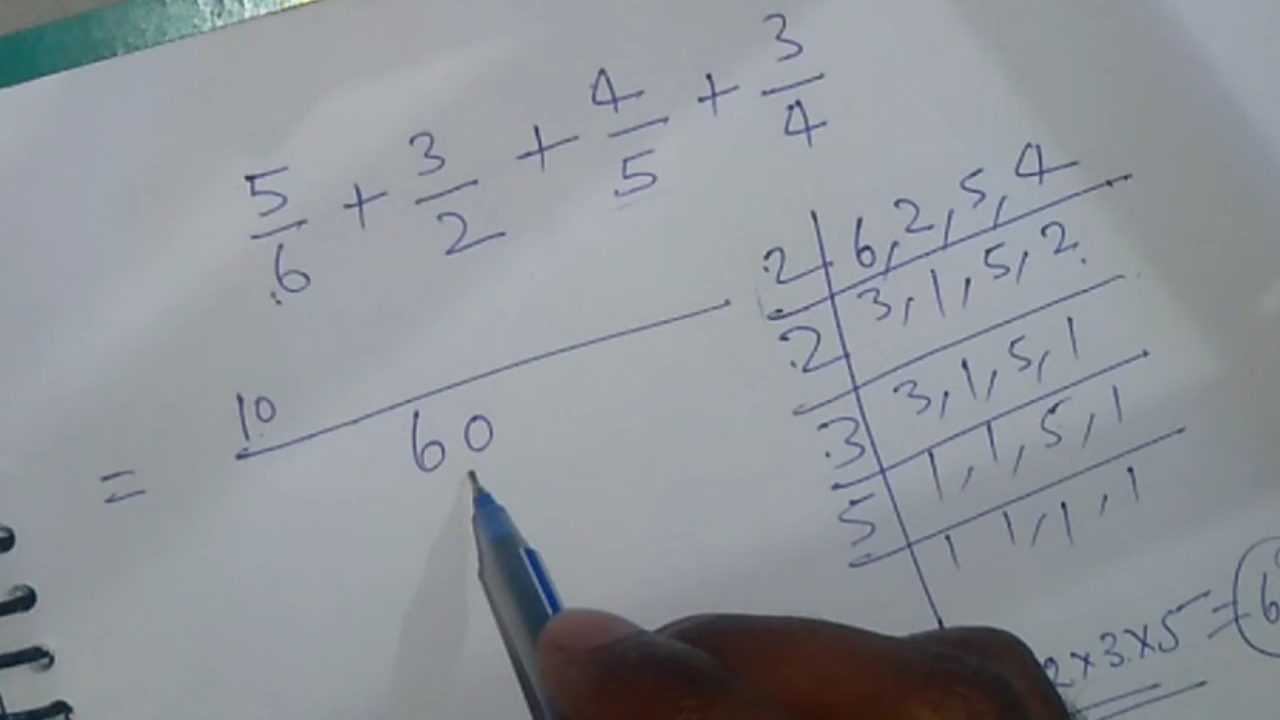 5/6 + 3/2 + 4/5 + 3/4
= 10/60
2 | 6, 2, 5, 4
2 | 3, 1, 5, 2
3 | 3, 1, 5, 1
5 | 1, 1, 5, 1
1 1, 1, 1
2 × 3 × 5 = 6